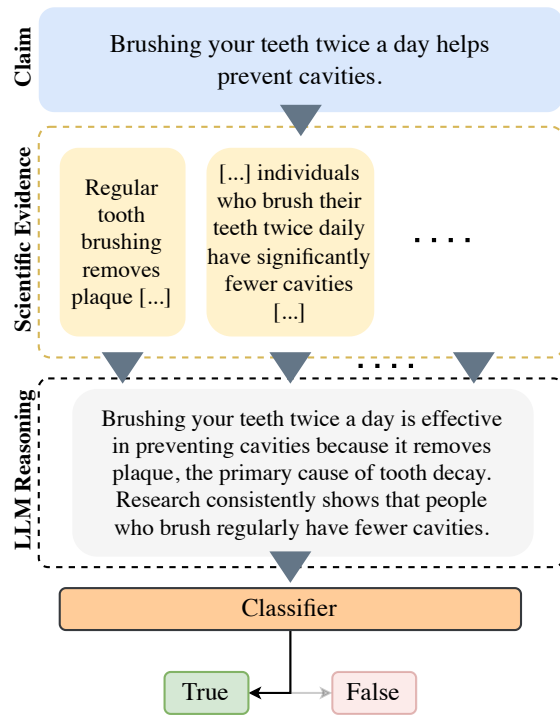 Claim
Brushing your teeth twice a day helps
prevent cavities.
Scientific Evidence
Regular
tooth
brushing
removes
plaque [...]
[...] individuals
who brush their
teeth twice daily
have significantly
fewer cavities
[...]
. . . .
. . . .
LLM Reasoning
Brushing your teeth twice a day is effective
in preventing cavities because it removes
plaque, the primary cause of tooth decay.
Research consistently shows that people
who brush regularly have fewer cavities.
Classifier
True
False